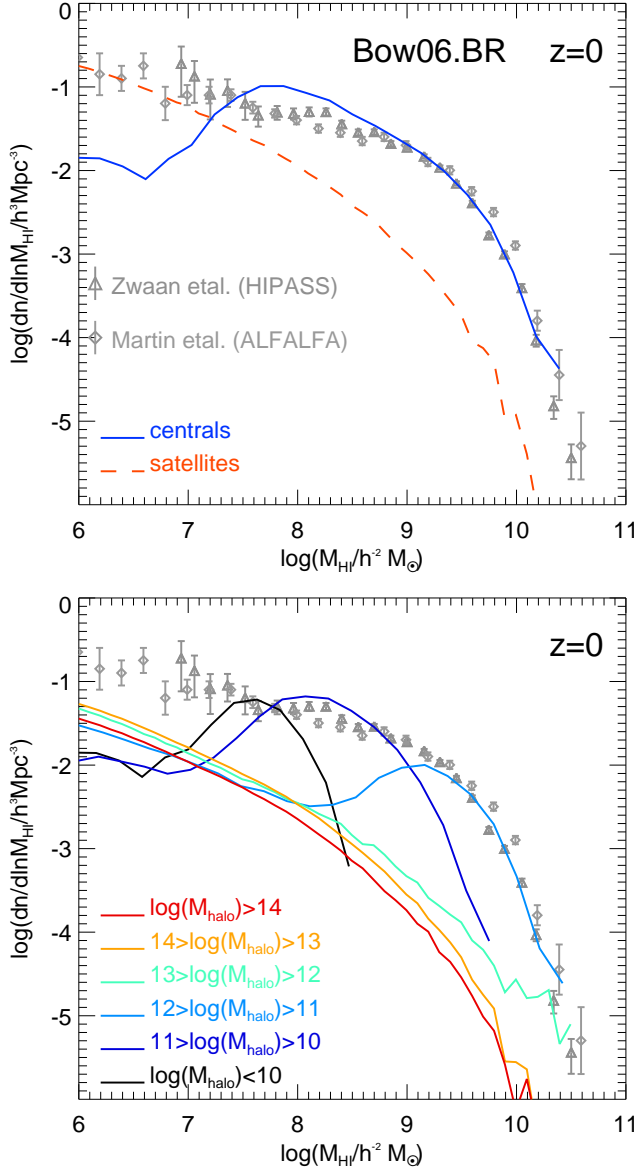 Bow06.BR z=0
-1
-2
-3
-4
-5
log(dn/dlnM_HI/h³Mpc⁻³)
Zwaan etal. (HIPASS)
Martin etal. (ALFALFA)
centrals
satellites
6 7 8 9 10 11
log(M_HI/h⁻² M_⊙)
0
-1
-2
-3
-4
-5
log(dn/dlnM_HI/h³Mpc⁻³)
z=0
log(M_halo)>14
14>log(M_halo)>13
13>log(M_halo)>12
12>log(M_halo)>11
11>log(M_halo)>10
log(M_halo)<10
6 7 8 9 10 11
log(M_HI/h⁻² M_⊙)